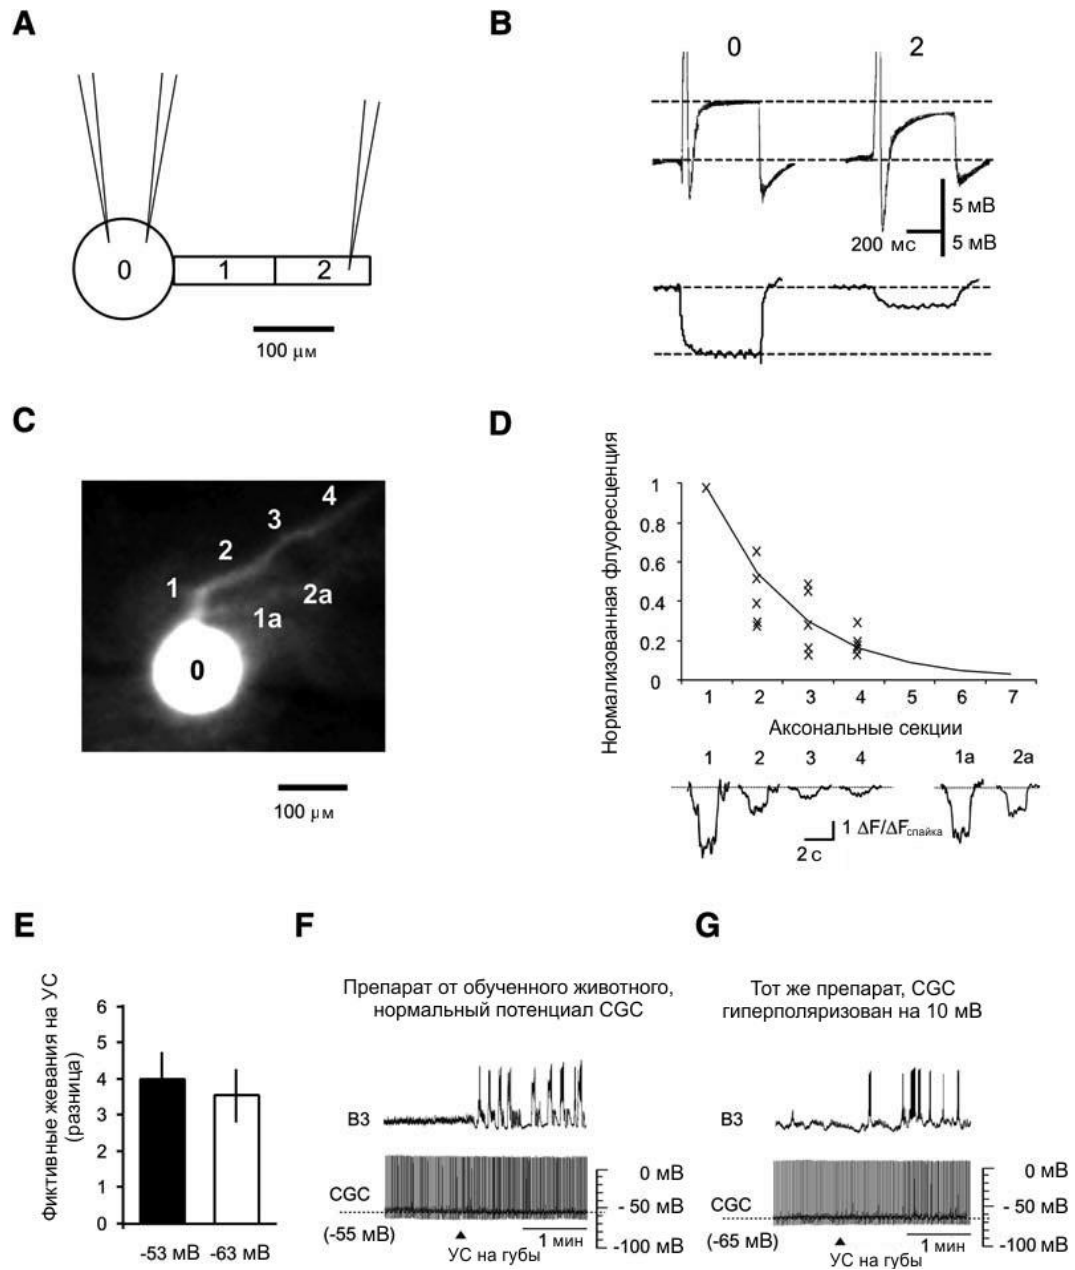 A
0
1
2
100 µм
B
0
2
5 мВ
200 мс
5 мВ
C
4
3
2
1
2a
1a
0
100 µм
D
Нормализованная флуоресценция
1
0.8
0.6
0.4
0.2
0
1 2 3 4 5 6 7
Аксональные секции
1 2 3 4 1a 2a
1 ΔF/ΔFспайка
2 с
E
Фиктивные жевания на УС
(разница)
6
5
4
3
2
1
0
-53 мВ -63 мВ
F
Препарат от обученного животного,
нормальный потенциал CGC
B3
CGC
(-55 мВ)
0 мВ
- 50 мВ
-100 мВ
1 мин
УС на губы
G
Тот же препарат, CGC
гиперполяризован на 10 мВ
B3
CGC
(-65 мВ)
0 мВ
- 50 мВ
-100 мВ
1 мин
УС на губы